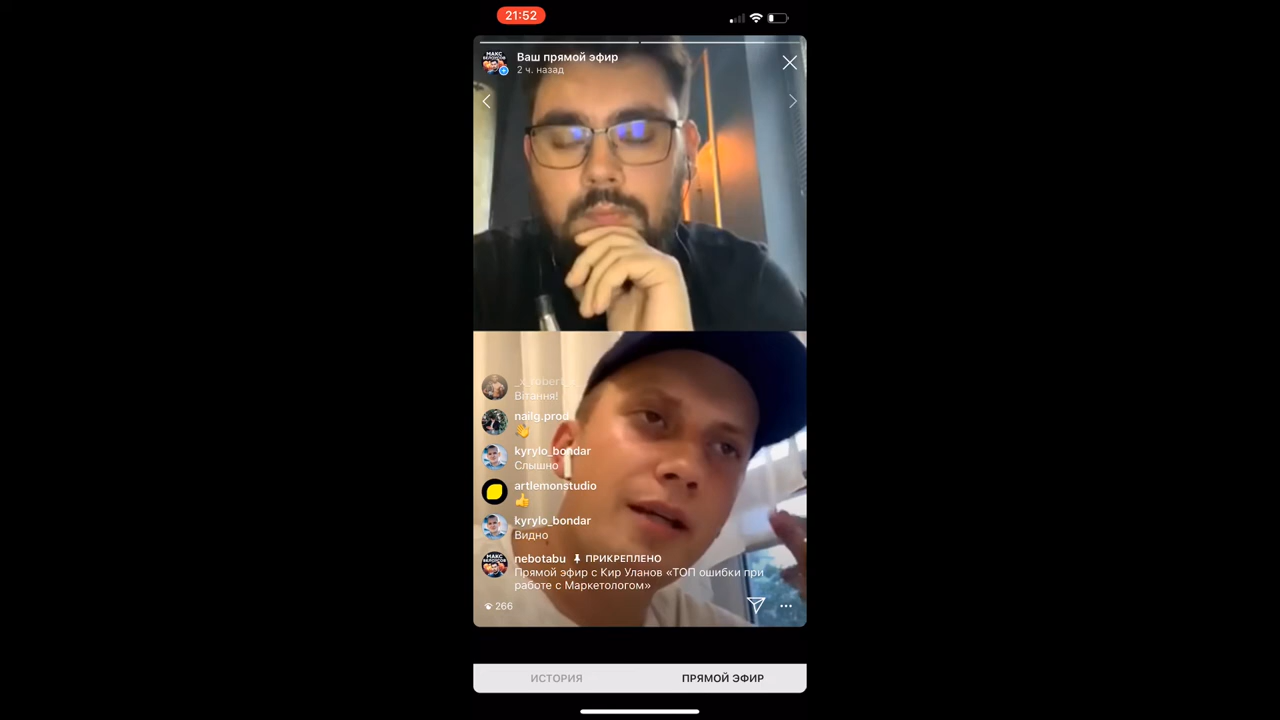 21:52
Ваш прямой эфир
2 ч. назад
_x_robert_
Вітання!
nailg.prod
kyrylo_bondar
Слышно
artlemonstudio
kyrylo_bondar
Видно
nebotabu ПРИКРЕПЛЕНО
Прямой эфир с Кир Уланов «ТОП ошибки при
работе с Маркетологом»
266
ИСТОРИЯ
ПРЯМОЙ ЭФИР